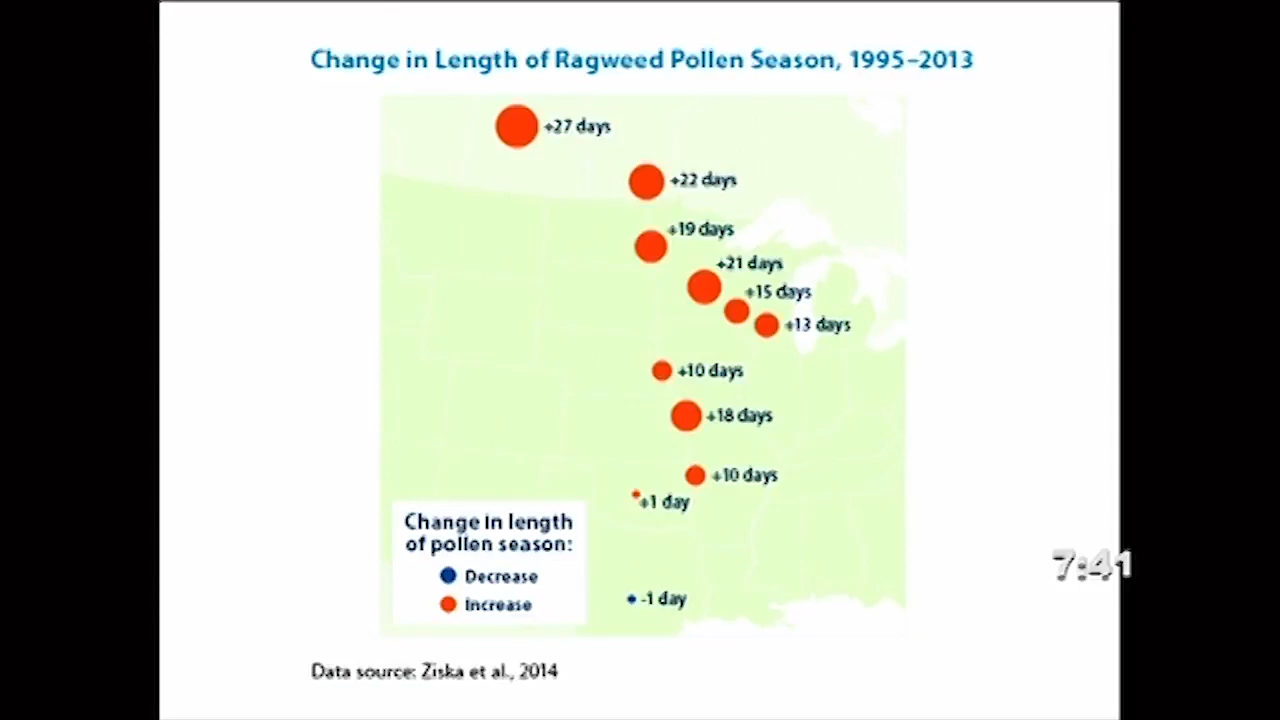 Change in Length of Ragweed Pollen Season, 1995–2013
+27 days
+22 days
+19 days
+21 days
+15 days
+13 days
+10 days
+18 days
+10 days
+1 day
Change in length
of pollen season:
Decrease
Increase
-1 day
7:41
Data source: Ziska et al., 2014